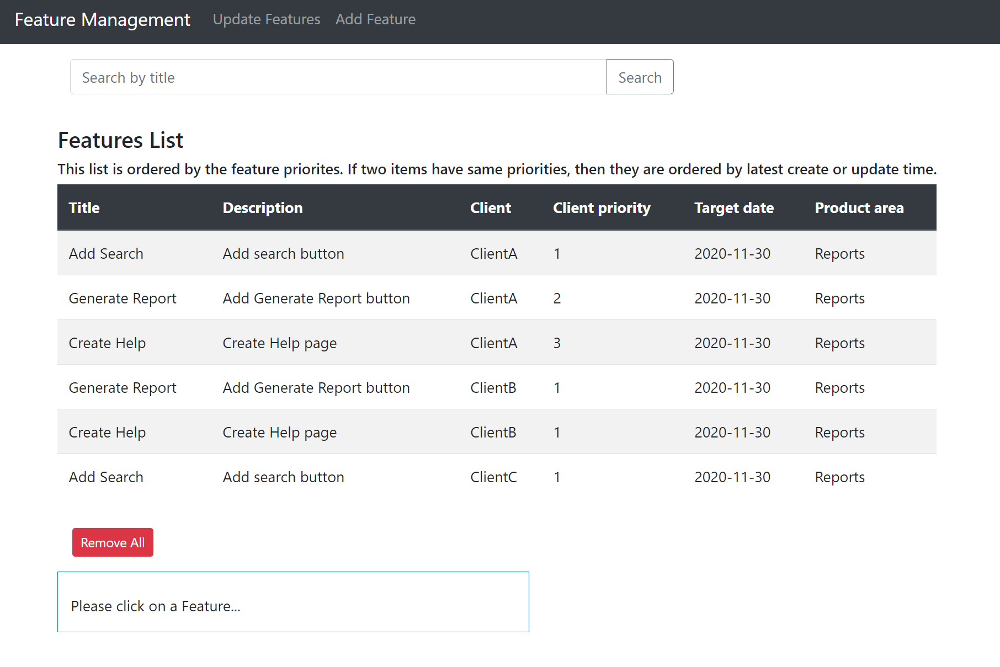 Feature Management Update Features Add Feature
Search by title Search
Features List
This list is ordered by the feature priorites. If two items have same priorities, then they are ordered by latest create or update time.
Title Description Client Client priority Target date Product area
Add Search Add search button ClientA 1 2020-11-30 Reports
Generate Report Add Generate Report button ClientA 2 2020-11-30 Reports
Create Help Create Help page ClientA 3 2020-11-30 Reports
Generate Report Add Generate Report button ClientB 1 2020-11-30 Reports
Create Help Create Help page ClientB 1 2020-11-30 Reports
Add Search Add search button ClientC 1 2020-11-30 Reports
Remove All
Please click on a Feature...